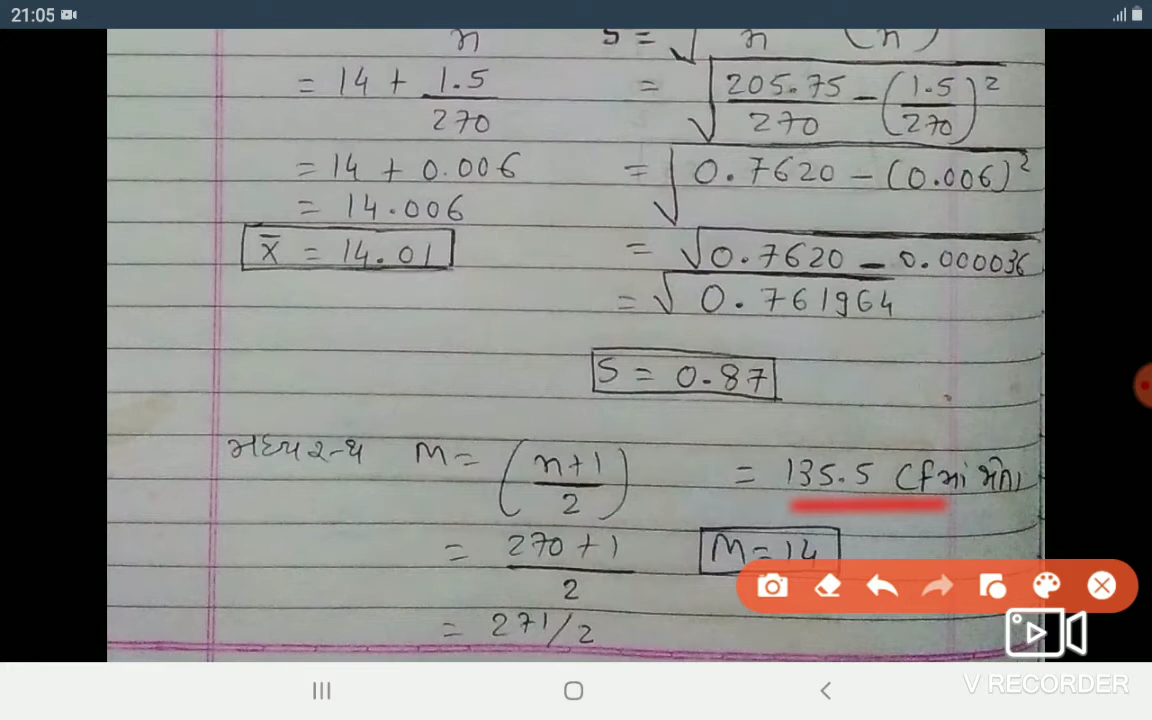 21:05
n
S = √ n (n)
= 14 + 1.5/270
= √205.75/270 - (1.5/270)²
= 14 + 0.006
= √0.7620 - (0.006)²
= 14.006
x̄ = 14.01
= √0.7620 - 0.000036
= √0.761964
S = 0.87
મધ્યસ્થ M = (n+1/2)
= 270 + 1/2
= 271/2
= 135.5 Cf માં
M = 14
V RECORDER